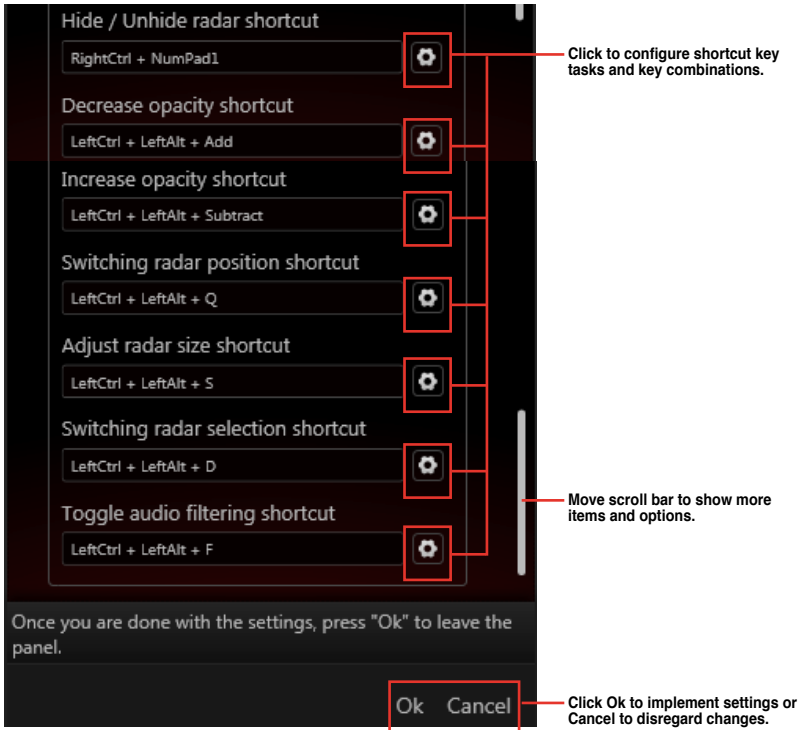 Hide / Unhide radar shortcut
RightCtrl + NumPad1
Click to configure shortcut key
tasks and key combinations.
Decrease opacity shortcut
LeftCtrl + LeftAlt + Add
Increase opacity shortcut
LeftCtrl + LeftAlt + Subtract
Switching radar position shortcut
LeftCtrl + LeftAlt + Q
Adjust radar size shortcut
LeftCtrl + LeftAlt + S
Switching radar selection shortcut
LeftCtrl + LeftAlt + D
Move scroll bar to show more
items and options.
Toggle audio filtering shortcut
LeftCtrl + LeftAlt + F
Once you are done with the settings, press "Ok" to leave the
panel.
Ok Cancel
Click Ok to implement settings or
Cancel to disregard changes.